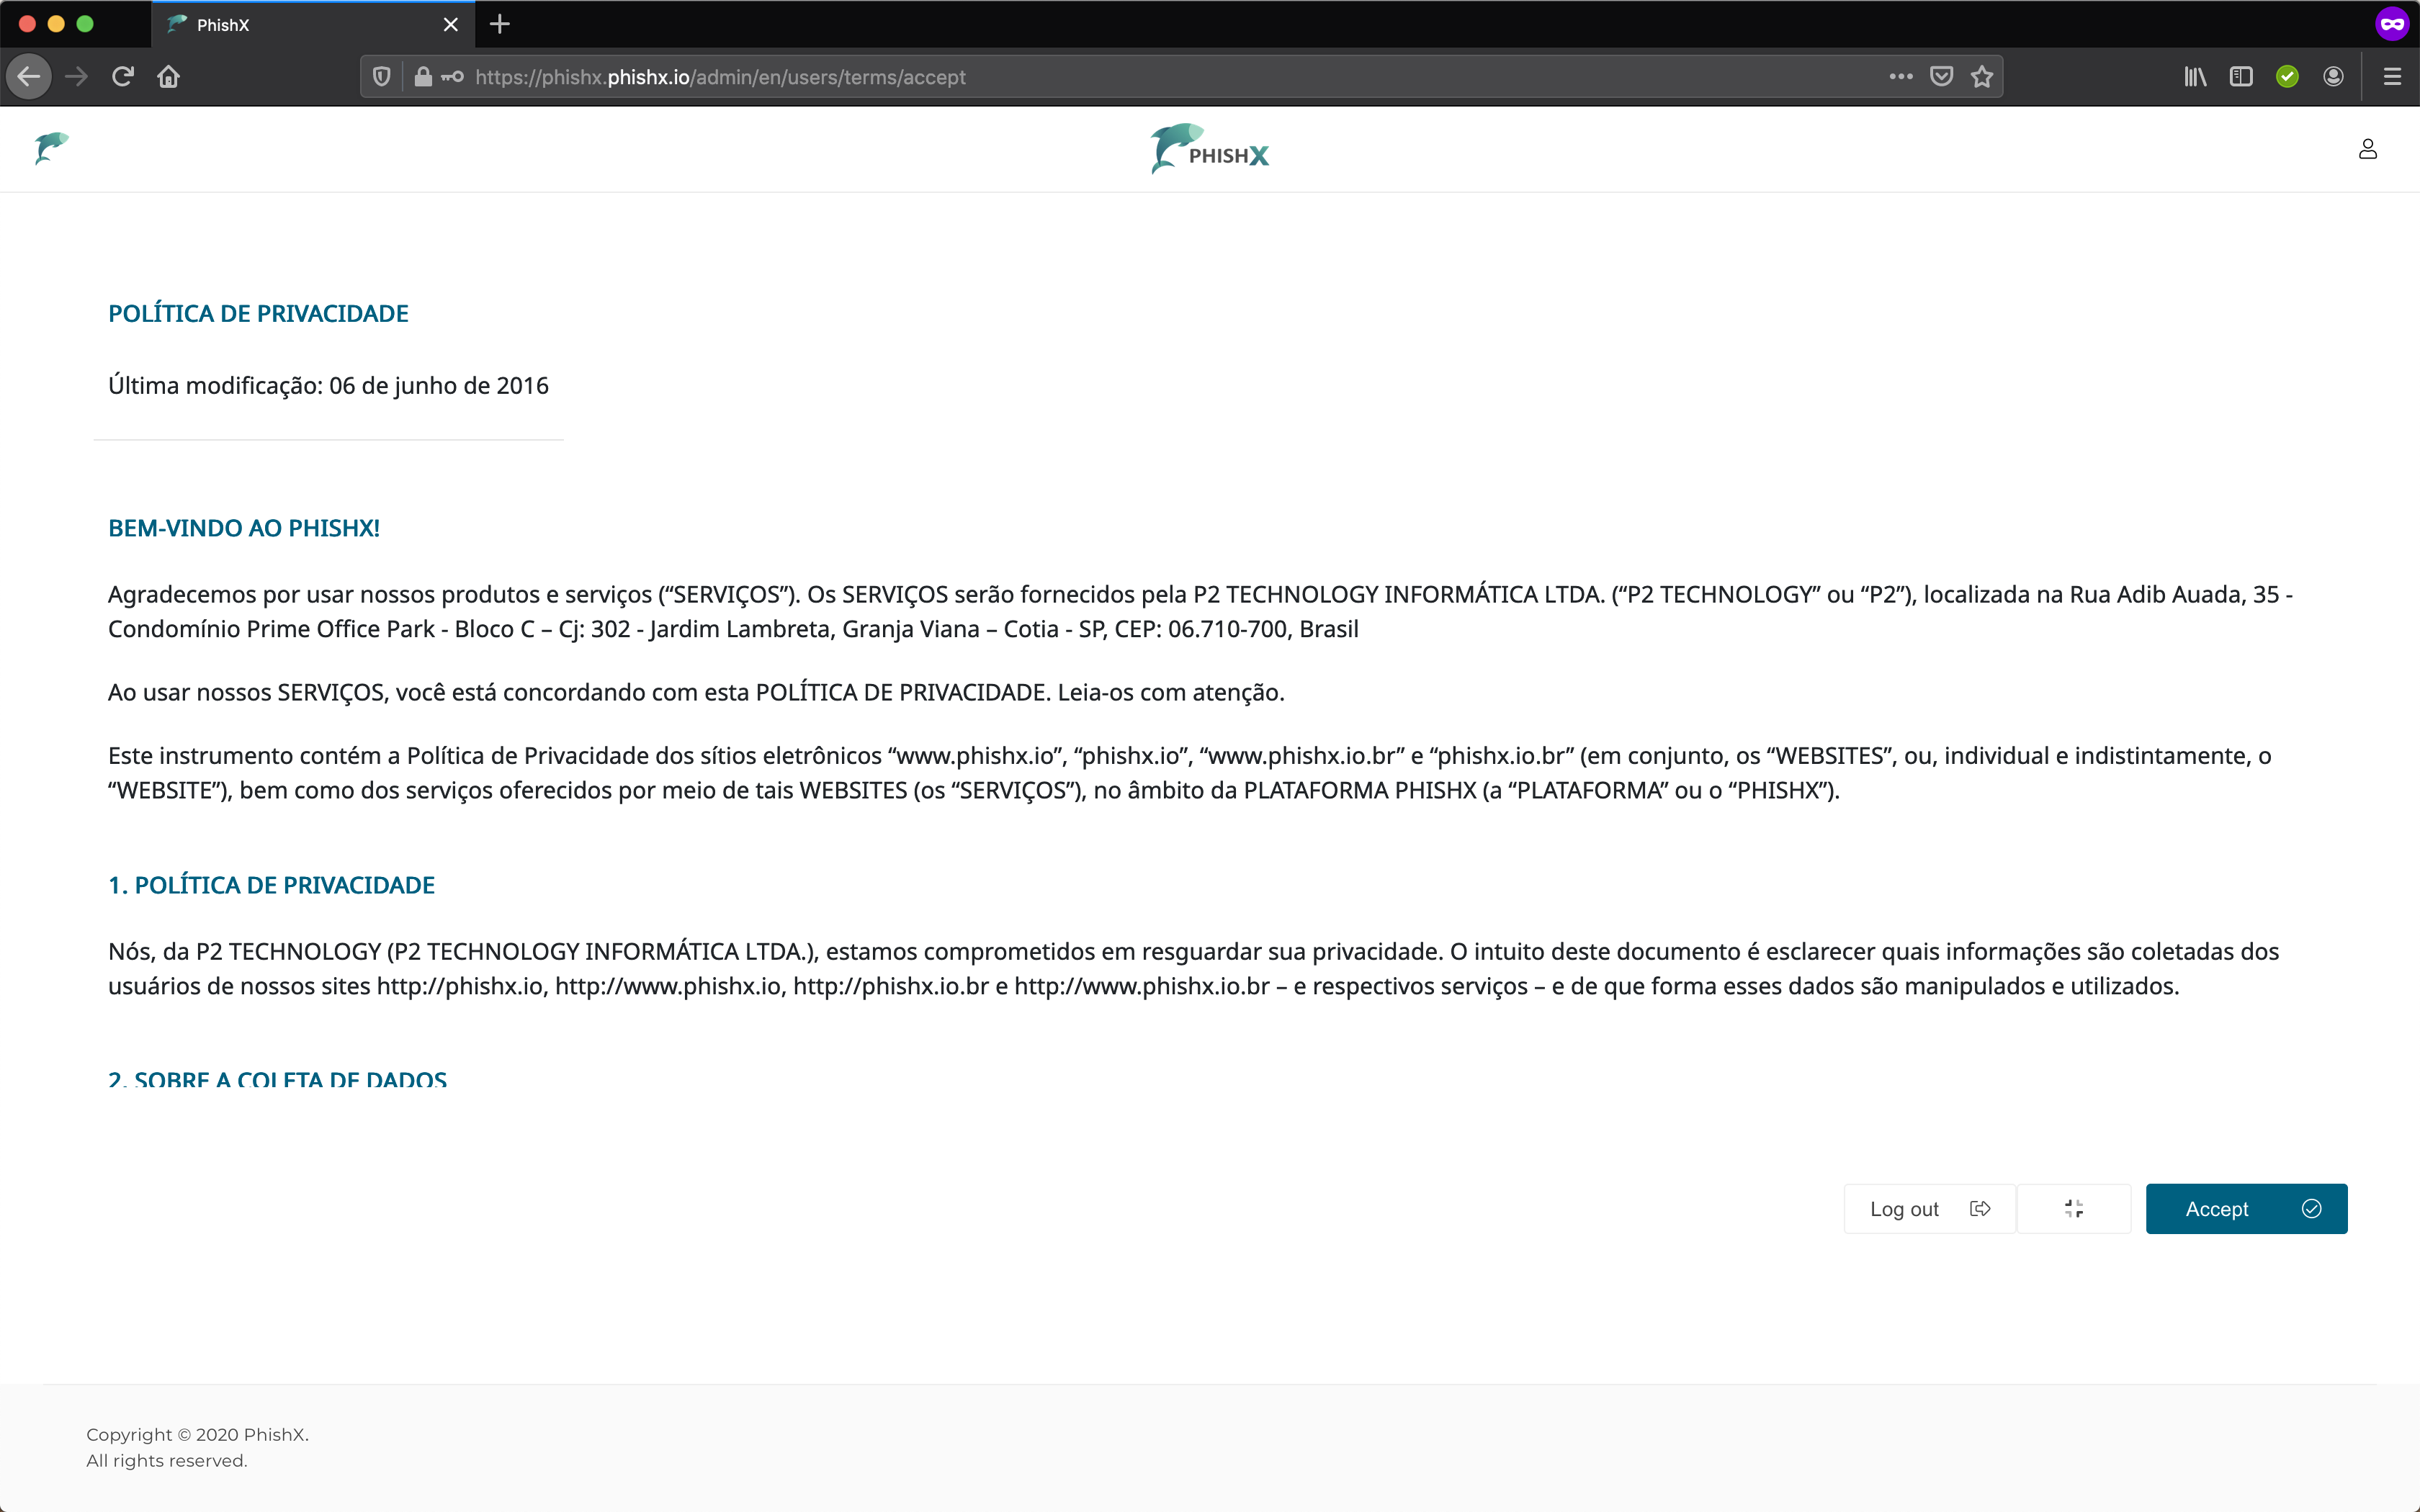 PhishX
https://phishx.phishx.io/admin/en/users/terms/accept
PHISHX
POLÍTICA DE PRIVACIDADE
Última modificação: 06 de junho de 2016
BEM-VINDO AO PHISHX!
Agradecemos por usar nossos produtos e serviços (“SERVIÇOS”). Os SERVIÇOS serão fornecidos pela P2 TECHNOLOGY INFORMÁTICA LTDA. (“P2 TECHNOLOGY” ou “P2”), localizada na Rua Adib Auada, 35 -
Condomínio Prime Office Park - Bloco C – Cj: 302 - Jardim Lambreta, Granja Viana – Cotia - SP, CEP: 06.710-700, Brasil
Ao usar nossos SERVIÇOS, você está concordando com esta POLÍTICA DE PRIVACIDADE. Leia-os com atenção.
Este instrumento contém a Política de Privacidade dos sítios eletrônicos “www.phishx.io”, “phishx.io”, “www.phishx.io.br” e “phishx.io.br” (em conjunto, os “WEBSITES”, ou, individual e indistintamente, o
“WEBSITE”), bem como dos serviços oferecidos por meio de tais WEBSITES (os “SERVIÇOS”), no âmbito da PLATAFORMA PHISHX (a “PLATAFORMA” ou o “PHISHX”).
1. POLÍTICA DE PRIVACIDADE
Nós, da P2 TECHNOLOGY (P2 TECHNOLOGY INFORMÁTICA LTDA.), estamos comprometidos em resguardar sua privacidade. O intuito deste documento é esclarecer quais informações são coletadas dos
usuários de nossos sites http://phishx.io, http://www.phishx.io, http://phishx.io.br e http://www.phishx.io.br – e respectivos serviços – e de que forma esses dados são manipulados e utilizados.
2. SOBRE A COLETA DE DADOS
Log out
Accept
Copyright © 2020 PhishX.
All rights reserved.